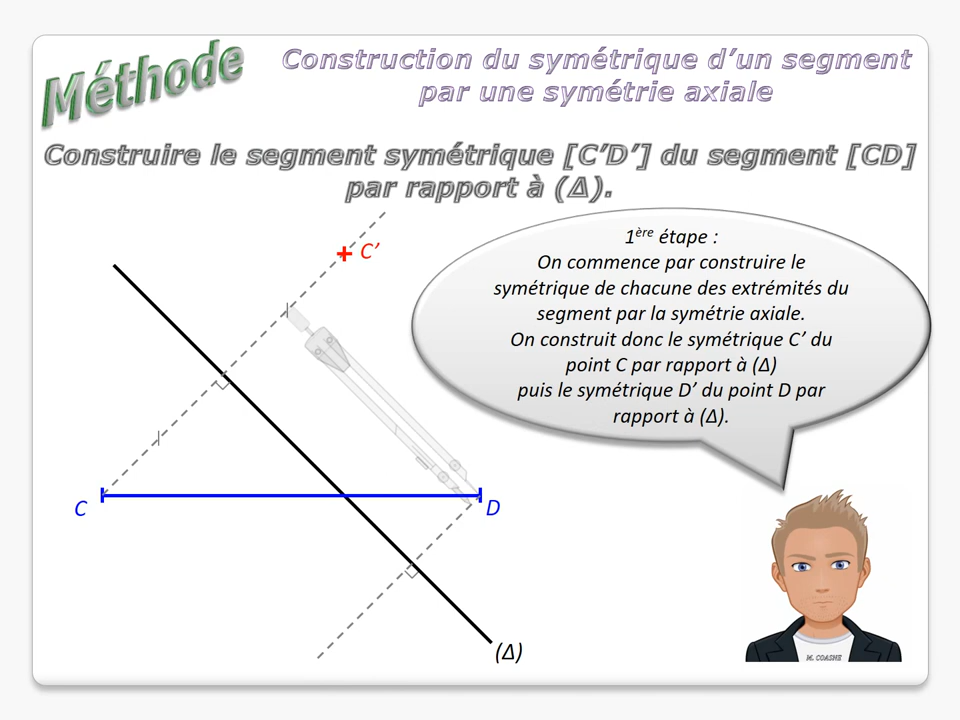 Méthode
Construction du symétrique d’un segment
par une symétrie axiale
Construire le segment symétrique [C’D’] du segment [CD]
par rapport à (Δ).
1ère étape :
On commence par construire le
symétrique de chacune des extrémités du
segment par la symétrie axiale.
On construit donc le symétrique C’ du
point C par rapport à (Δ)
puis le symétrique D’ du point D par
rapport à (Δ).
C’
C
D
(Δ)
M. COASNE